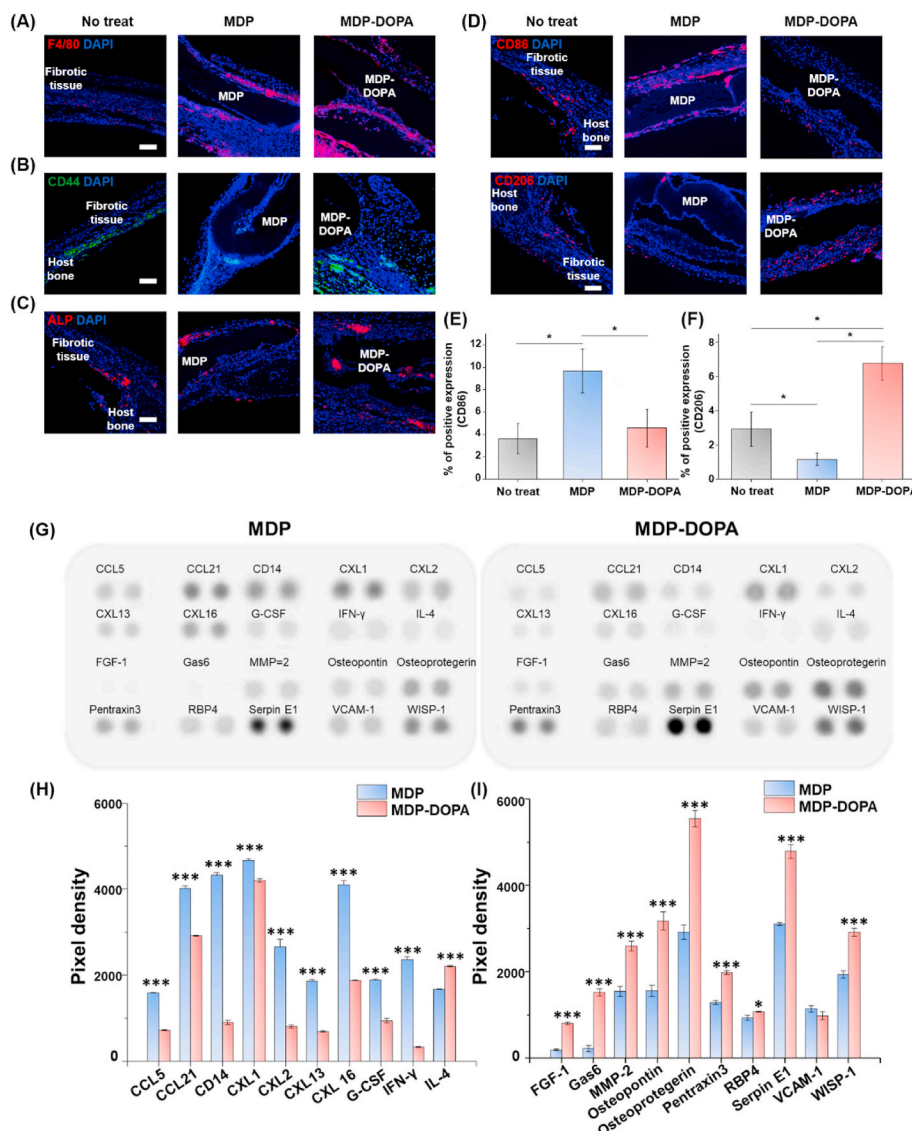 (A) No treat MDP MDP-DOPA
F4/80 DAPI
Fibrotic tissue
MDP
MDP-DOPA
(B)
CD44 DAPI
Fibrotic tissue
Host bone
MDP
MDP-DOPA
(C)
ALP DAPI
Fibrotic tissue
Host bone
MDP
MDP-DOPA
(D) No treat MDP MDP-DOPA
CD86 DAPI
Fibrotic tissue
Host bone
MDP
MDP-DOPA
CD206 DAPI
Host bone
Fibrotic tissue
MDP
MDP-DOPA
(E)
% of positive expression (CD86)
12
10
8
6
4
2
0
* *
No treat MDP MDP-DOPA
(F)
% of positive expression (CD206)
8
6
4
2
0
*
*
*
No treat MDP MDP-DOPA
(G)
MDP
CCL5 CCL21 CD14 CXL1 CXL2
CXL13 CXL16 G-CSF IFN-γ IL-4
FGF-1 Gas6 MMP=2 Osteopontin Osteoprotegerin
Pentraxin3 RBP4 Serpin E1 VCAM-1 WISP-1
MDP-DOPA
CCL5 CCL21 CD14 CXL1 CXL2
CXL13 CXL16 G-CSF IFN-γ IL-4
FGF-1 Gas6 MMP=2 Osteopontin Osteoprotegerin
Pentraxin3 RBP4 Serpin E1 VCAM-1 WISP-1
(H)
MDP
MDP-DOPA
Pixel density
6000
4000
2000
0
*** *** *** *** *** *** *** *** *** ***
CCL5 CCL21 CD14 CXL1 CXL2 CXL13 CXL 16 G-CSF IFN-γ IL-4
(I)
MDP
MDP-DOPA
Pixel density
6000
4000
2000
0
*** *** *** *** *** *** * *** ***
FGF-1 Gas6 MMP-2 Osteopontin Osteoprotegerin Pentraxin3 RBP4 Serpin E1 VCAM-1 WISP-1